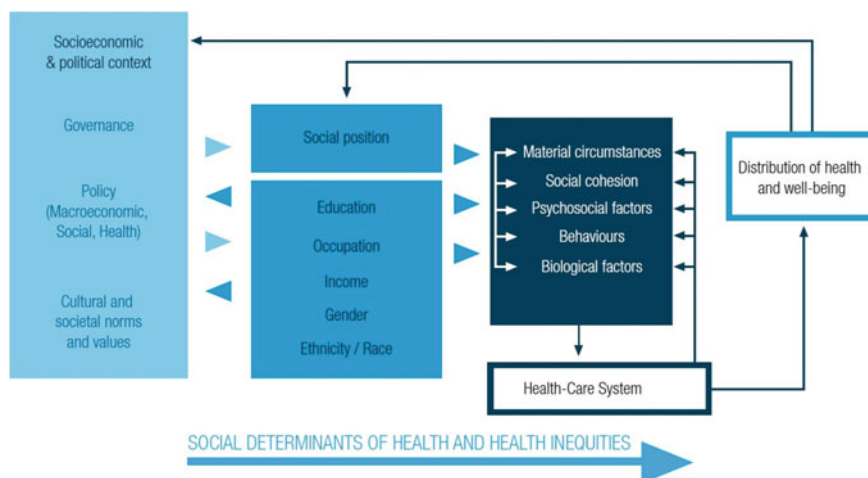 Socioeconomic
& political context
Governance
Policy
(Macroeconomic,
Social, Health)
Cultural and
societal norms
and values
Social position
Education
Occupation
Income
Gender
Ethnicity / Race
Material circumstances
Social cohesion
Psychosocial factors
Behaviours
Biological factors
Health-Care System
Distribution of health
and well-being
SOCIAL DETERMINANTS OF HEALTH AND HEALTH INEQUITIES